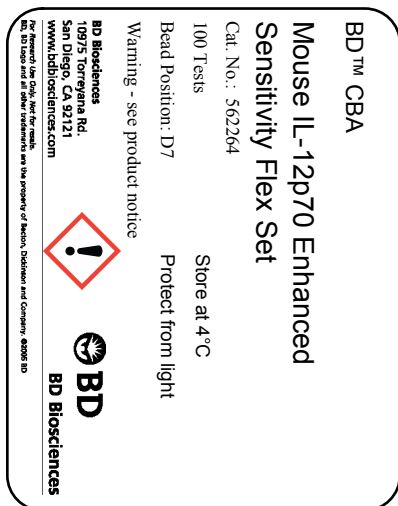 BD™ CBA
Mouse IL-12p70 Enhanced
Sensitivity Flex Set
Cat. No.: 562264
100 Tests
Store at 4°C
Bead Position: D7
Protect from light
Warning - see product notice
BD Biosciences
10975 Torreyana Rd.
San Diego, CA 92121
www.bdbiosciences.com
BD
BD Biosciences
For Research Use Only. Not for resale.
BD, BD Logo and all other trademarks are the property of Becton, Dickinson and Company. ©2005 BD